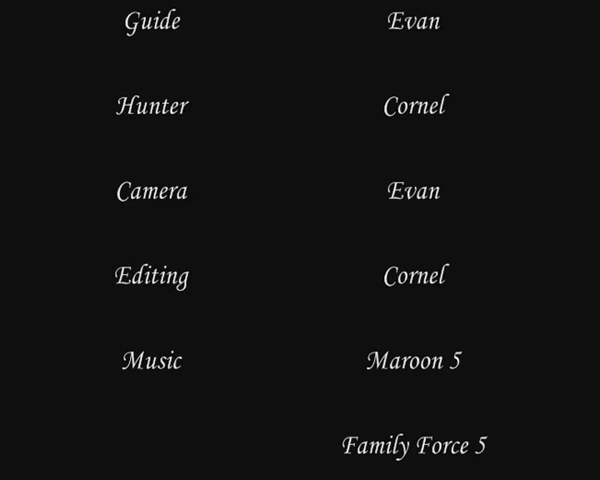 Guide Evan
Hunter Cornel
Camera Evan
Editing Cornel
Music Maroon 5
Family Force 5